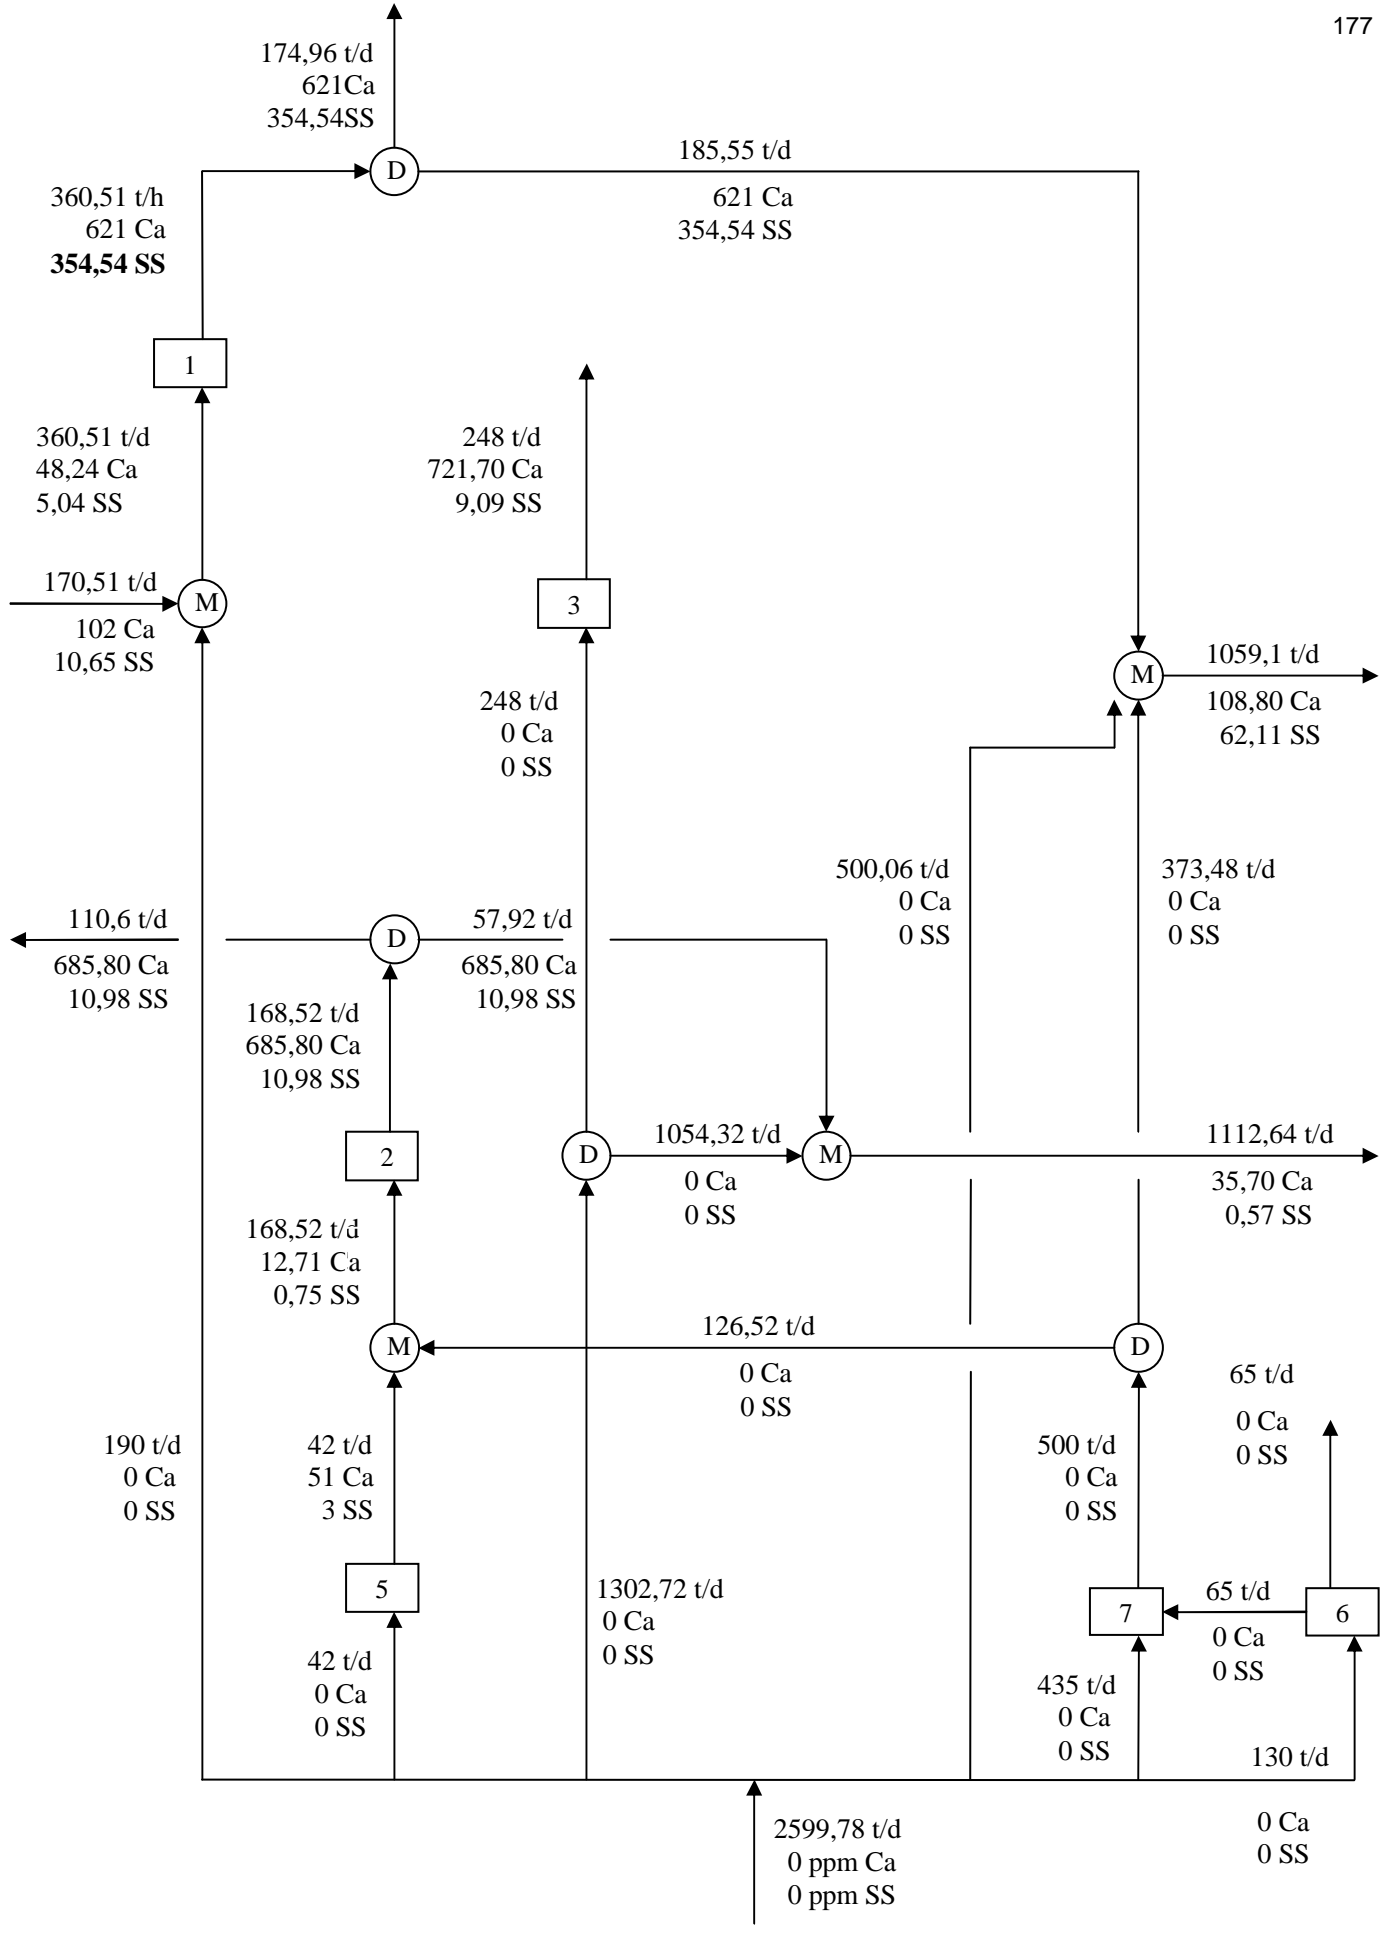 177
174,96 t/d
621Ca
354,54SS
D
185,55 t/d
621 Ca
354,54 SS
360,51 t/h
621 Ca
354,54 SS
1
360,51 t/d
48,24 Ca
5,04 SS
248 t/d
721,70 Ca
9,09 SS
170,51 t/d
M
102 Ca
10,65 SS
3
248 t/d
0 Ca
0 SS
1059,1 t/d
M
108,80 Ca
62,11 SS
500,06 t/d
0 Ca
0 SS
373,48 t/d
0 Ca
0 SS
110,6 t/d
685,80 Ca
10,98 SS
D
57,92 t/d
685,80 Ca
10,98 SS
168,52 t/d
685,80 Ca
10,98 SS
2
D
1054,32 t/d
0 Ca
0 SS
M
1112,64 t/d
35,70 Ca
0,57 SS
168,52 t/d
12,71 Ca
0,75 SS
M
126,52 t/d
0 Ca
0 SS
D
65 t/d
0 Ca
0 SS
190 t/d
0 Ca
0 SS
42 t/d
51 Ca
3 SS
500 t/d
0 Ca
0 SS
5
1302,72 t/d
0 Ca
0 SS
7
65 t/d
0 Ca
0 SS
6
42 t/d
0 Ca
0 SS
435 t/d
0 Ca
0 SS
130 t/d
0 Ca
0 SS
2599,78 t/d
0 ppm Ca
0 ppm SS